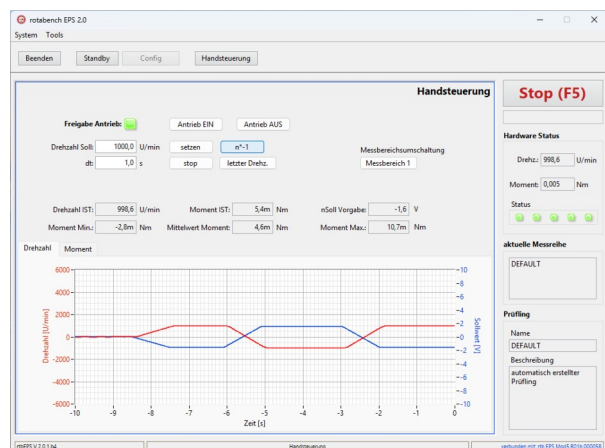 rotabench EPS 2.0
System Tools
Beenden Standby Config Handsteuerung
Handsteuerung
Stop (F5)
Freigabe Antrieb: Antrieb EIN Antrieb AUS
Drehzahl Soll: 1000,0 U/min setzen n*-1 Messbereichsumschaltung
dt: 1,0 s stop letzter Drehz. Messbereich 1
Drehzahl IST: 998,6 U/min Moment IST: 5,4m Nm nSoll Vorgabe: -1,6 V
Moment Min.: -2,8m Nm Mittelwert Moment: 4,6m Nm Moment Max.: 10,7m Nm
Drehzahl Moment
Drehzahl [U/min]
6000
4000
2000
0
-2000
-4000
-6000
10
8
6
4
2
0
-2
-4
-6
-8
-10
Sollwert [V]
-10 -9 -8 -7 -6 -5 -4 -3 -2 -1 0
Zeit [s]
Hardware Status
Drehz.: 998,6 U/min
Moment: 0,005 Nm
Status
aktuelle Messreihe
DEFAULT
Prüfling
Name
DEFAULT
Beschreibung
automatisch erstellter
Prüfling
Handsteuerung